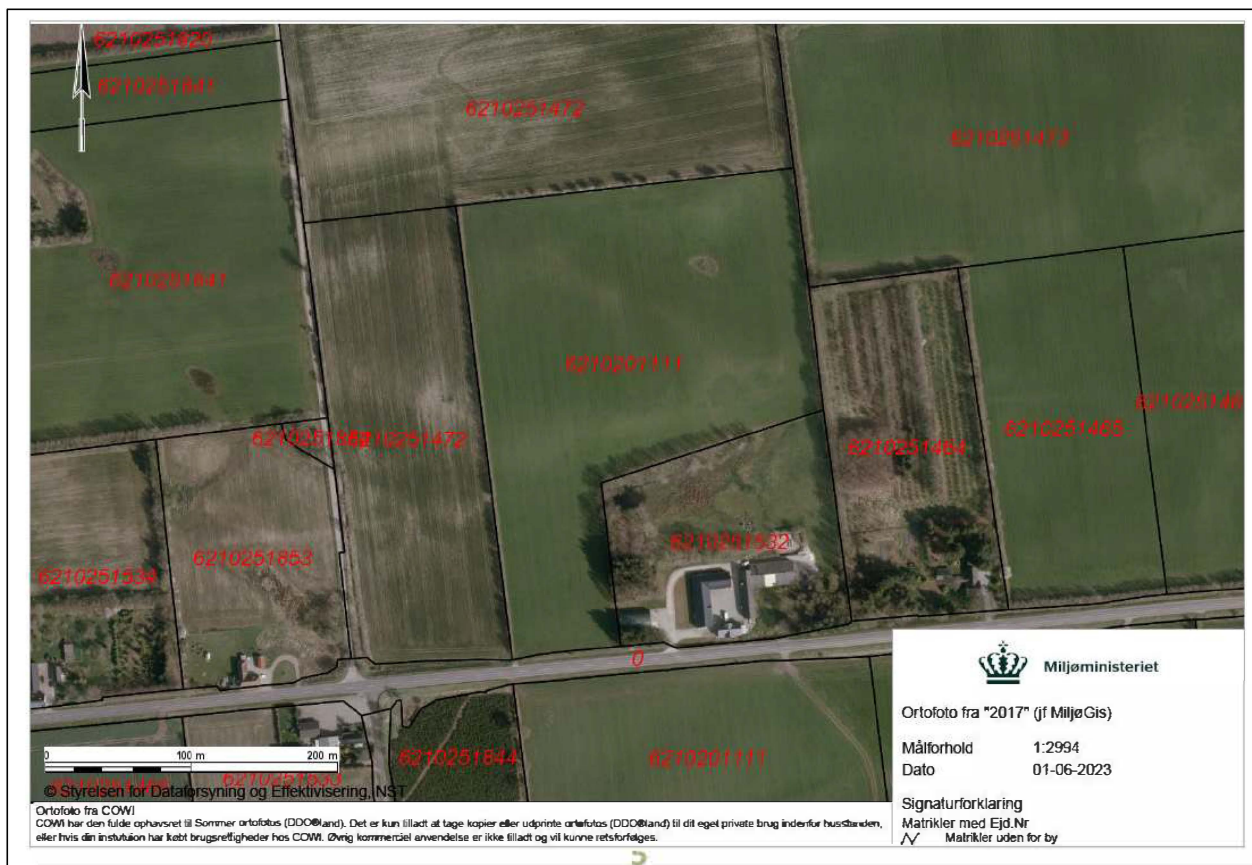 6210251841
6210251472
6210251473
6210251841
6210201111
6210251472
6210251464
6210251465
6210251532
6210251853
6210251534
0
6210251844
6210201111
0 100 m 200 m
© Styrelsen for Dataforsyning og Effektivisering, NST
Miljøministeriet
Ortofoto fra "2017" (jf MiljøGis)
Målforhold 1:2994
Dato 01-06-2023
Signaturforklaring
Matrikler med Ejd.Nr
Matrikler uden for by
Ortofoto fra COWI
COWI har den fulde ophavsret til Sommer ortofotos (DDO®land). Det er kun tilladt at tage kopier eller udprinte ortofotos (DDO®land) til dit eget private brug indenfor husstanden,
eller hvis din institution har købt brugsrettigheder hos COWI. Øvrig kommerciel anvendelse er ikke tilladt og vil kunne retsforfølges.